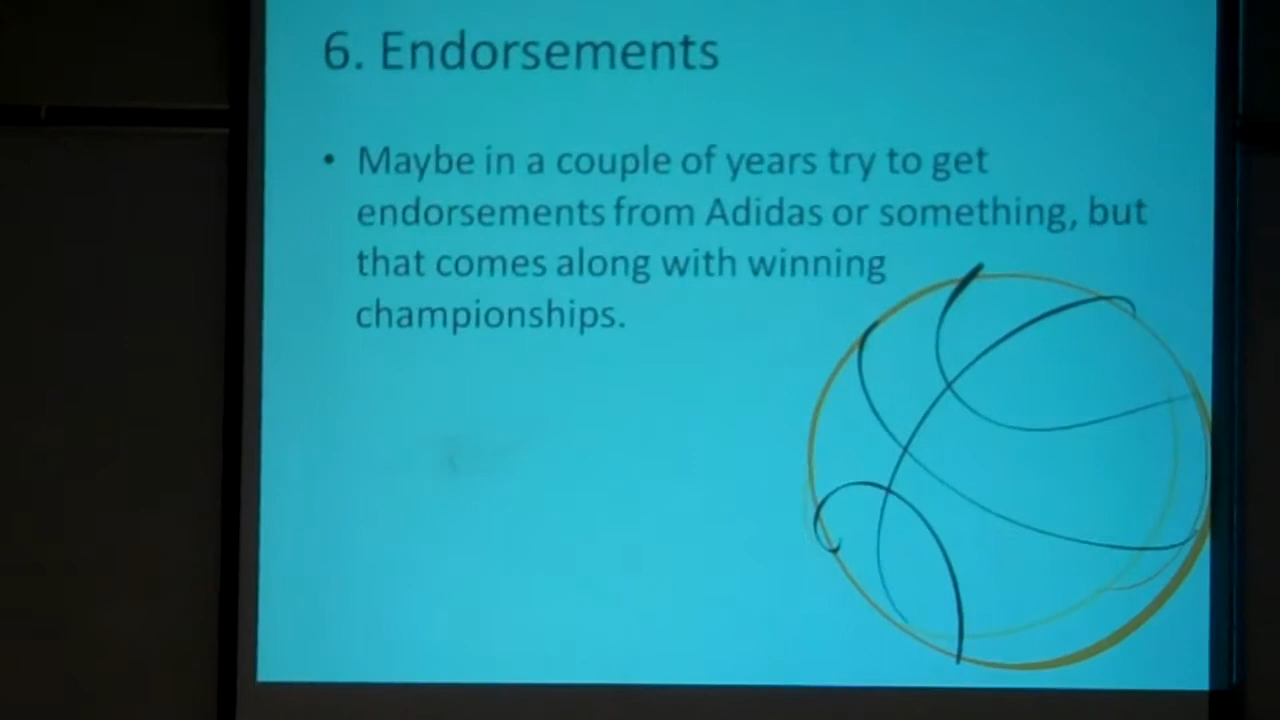 6. Endorsements
• Maybe in a couple of years try to get
endorsements from Adidas or something, but
that comes along with winning
championships.